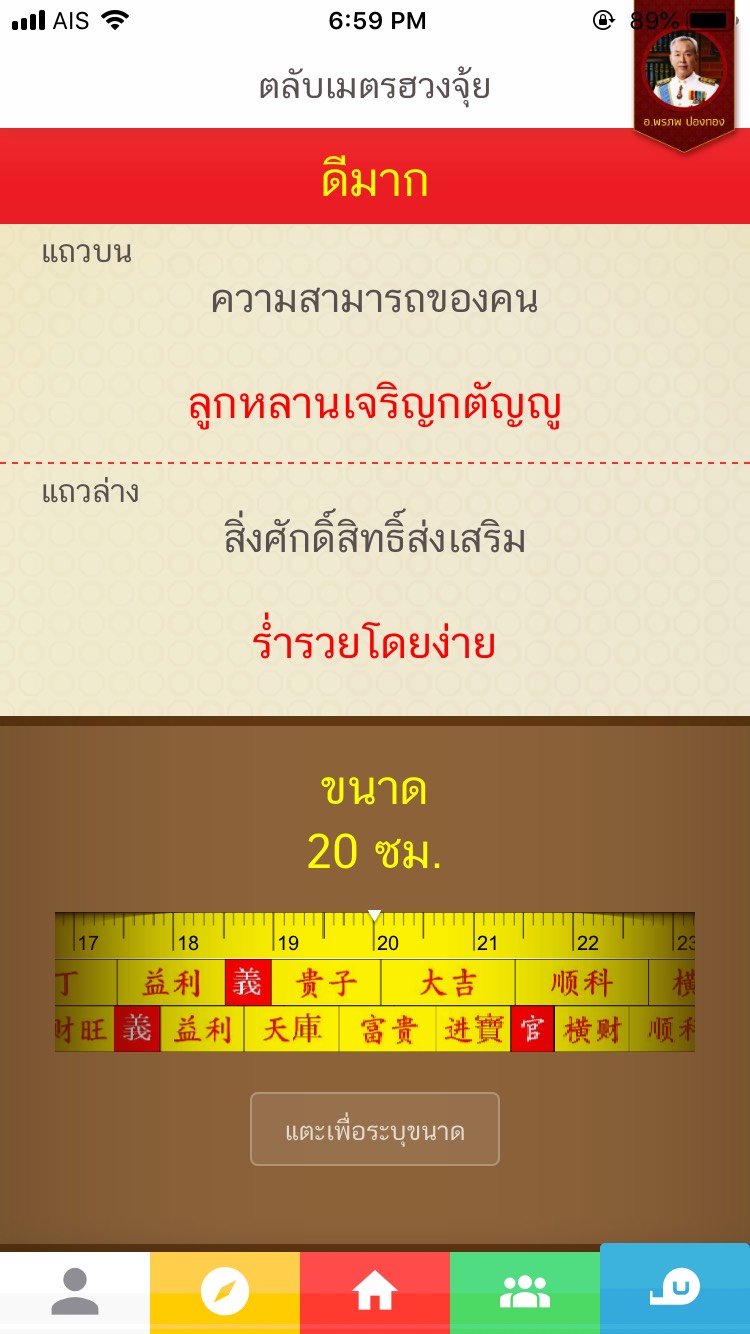 AIS
6:59 PM
89%
ตลับเมตรฮวงจุ้ย
อ.พรภพ ปองทอง
ดีมาก
แถวบน
ความสามารถของคน
ลูกหลานเจริญกตัญญู
แถวล่าง
สิ่งศักดิ์สิทธิ์ส่งเสริม
ร่ำรวยโดยง่าย
ขนาด
20 ซม.
17 18 19 20 21 22 23
丁 益利 義 贵子 大吉 顺科 横
财旺 義 益利 天庫 富贵 进寶 官 横财 顺科
แตะเพื่อระบุขนาด